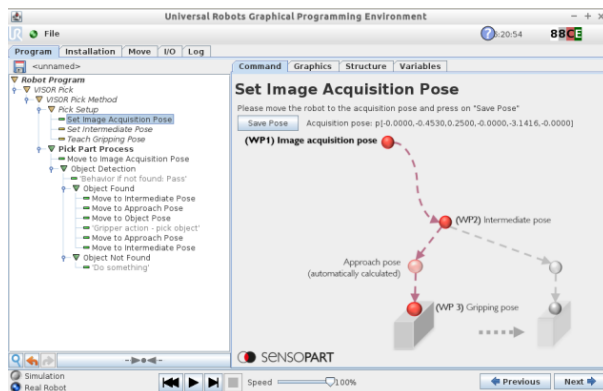 Universal Robots Graphical Programming Environment
File
5:20:54
88CE
Program Installation Move I/O Log
<unnamed>
Command Graphics Structure Variables
Robot Program
VISOR Pick
VISOR Pick Method
Pick Setup
Set Image Acquisition Pose
Set Intermediate Pose
Teach Gripping Pose
Pick Part Process
Move to Image Acquisition Pose
Object Detection
'Behavior if not found: Pass'
Object Found
Move to Intermediate Pose
Move to Approach Pose
Move to Object Pose
'Gripper action - pick object'
Move to Approach Pose
Move to Intermediate Pose
Object Not Found
'Do something'
Set Image Acquisition Pose
Please move the robot to the acquisition pose and press on "Save Pose"
Save Pose Acquisition pose: p[-0.0000,-0.4530,0.2500,-0.0000,-3.1416,-0.0000]
(WP1) Image acquisition pose
(WP2) Intermediate pose
Approach pose
(automatically calculated)
(WP 3) Gripping pose
SENSOPART
Simulation
Real Robot
Speed 100%
Previous Next